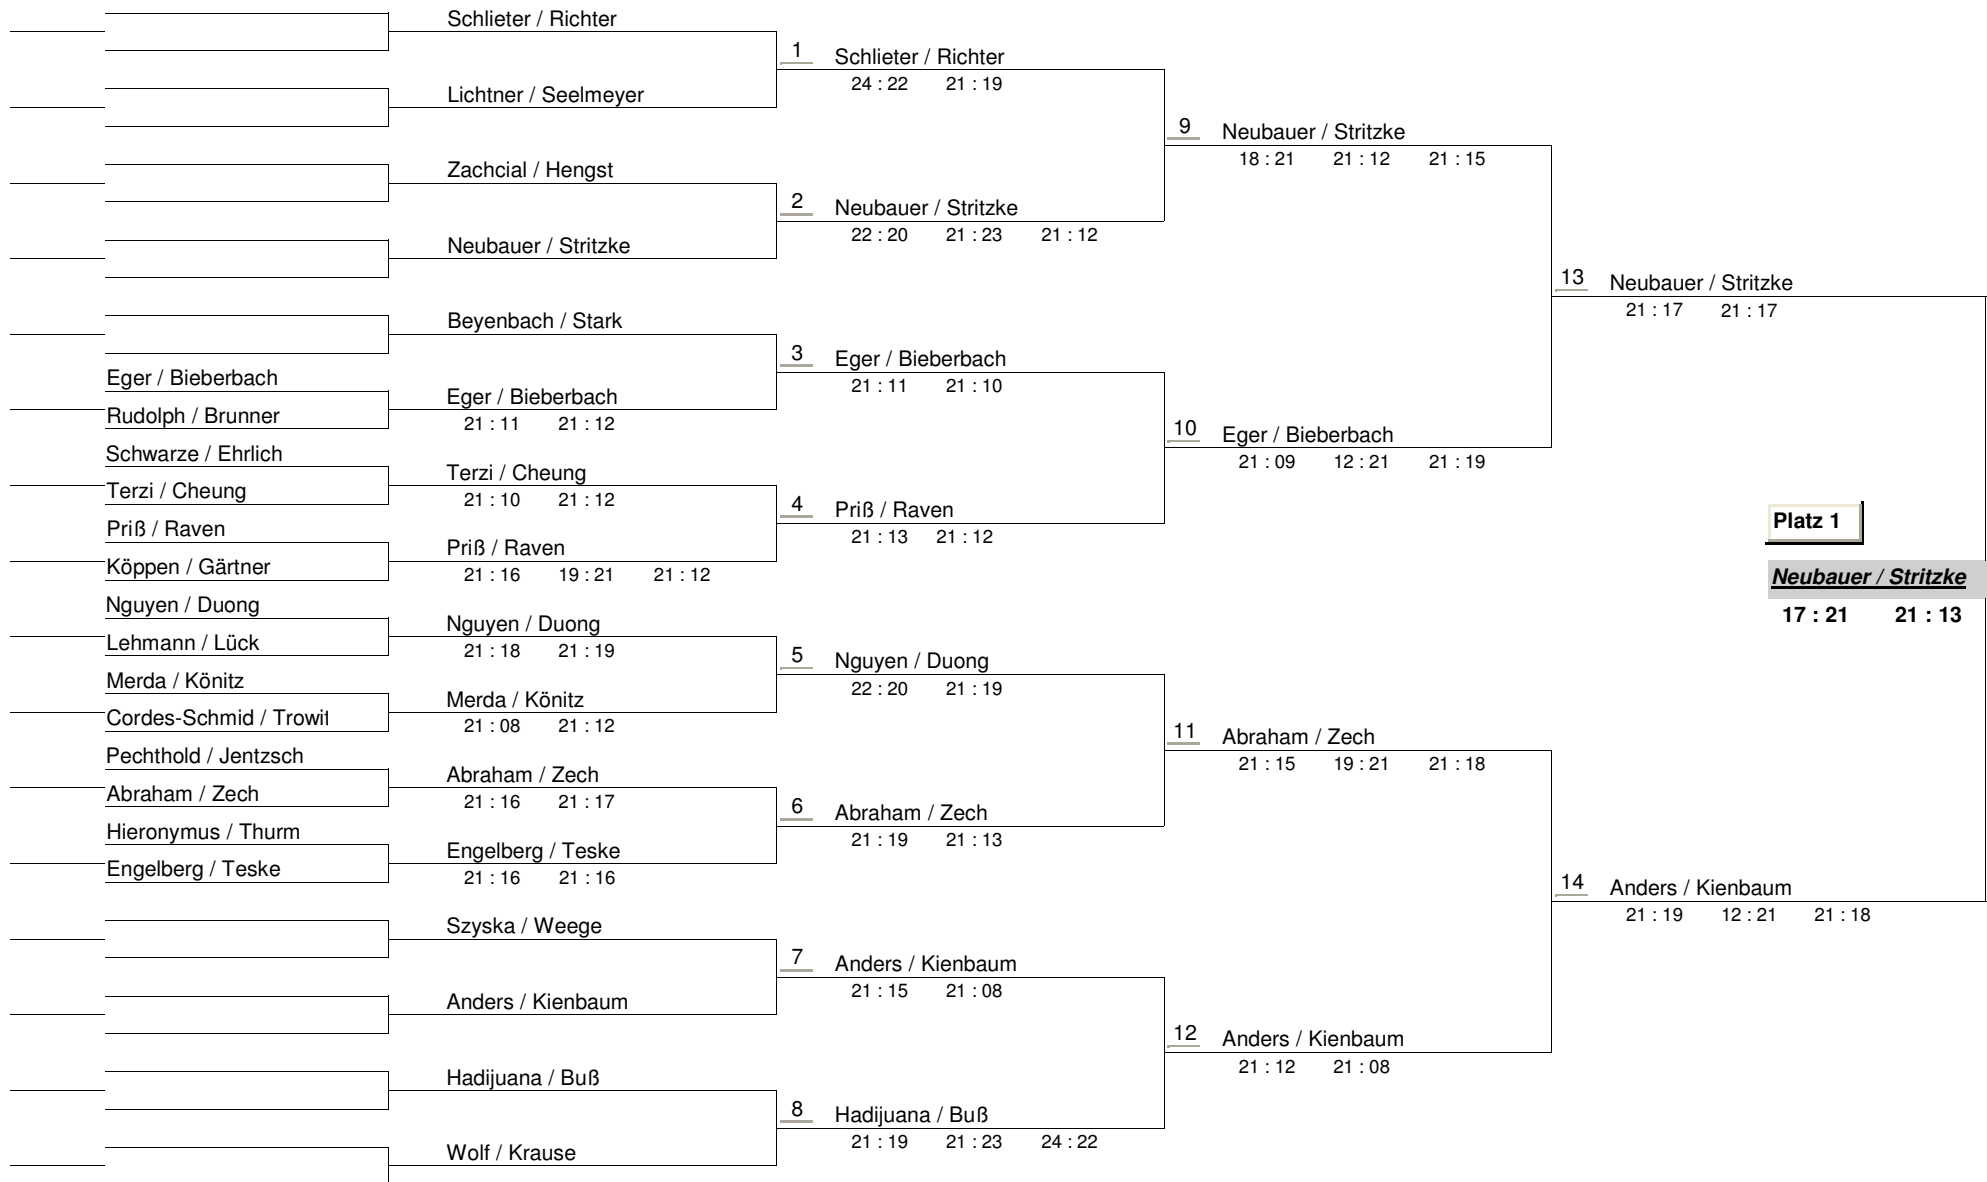 Schlieter / Richter
1 Schlieter / Richter
24 : 22 21 : 19
Lichtner / Seelmeyer
9 Neubauer / Stritzke
18 : 21 21 : 12 21 : 15
Zachcial / Hengst
2 Neubauer / Stritzke
22 : 20 21 : 23 21 : 12
Neubauer / Stritzke
13 Neubauer / Stritzke
21 : 17 21 : 17
Beyenbach / Stark
3 Eger / Bieberbach
21 : 11 21 : 10
Eger / Bieberbach
Eger / Bieberbach
21 : 11 21 : 12
Rudolph / Brunner
10 Eger / Bieberbach
21 : 09 12 : 21 21 : 19
Schwarze / Ehrlich
Terzi / Cheung
21 : 10 21 : 12
Terzi / Cheung
4 Priß / Raven
21 : 13 21 : 12
Platz 1
Priß / Raven
Priß / Raven
21 : 16 19 : 21 21 : 12
Köppen / Gärtner
Neubauer / Stritzke
17 : 21 21 : 13
Nguyen / Duong
Nguyen / Duong
21 : 18 21 : 19
Lehmann / Lück
5 Nguyen / Duong
22 : 20 21 : 19
Merda / Könitz
Merda / Könitz
21 : 08 21 : 12
Cordes-Schmid / Trowit
11 Abraham / Zech
21 : 15 19 : 21 21 : 18
Pechthold / Jentzsch
Abraham / Zech
21 : 16 21 : 17
Abraham / Zech
6 Abraham / Zech
21 : 19 21 : 13
Hieronymus / Thurm
Engelberg / Teske
21 : 16 21 : 16
Engelberg / Teske
14 Anders / Kienbaum
21 : 19 12 : 21 21 : 18
Szyska / Weege
7 Anders / Kienbaum
21 : 15 21 : 08
Anders / Kienbaum
12 Anders / Kienbaum
21 : 12 21 : 08
Hadijuana / Buß
8 Hadijuana / Buß
21 : 19 21 : 23 24 : 22
Wolf / Krause